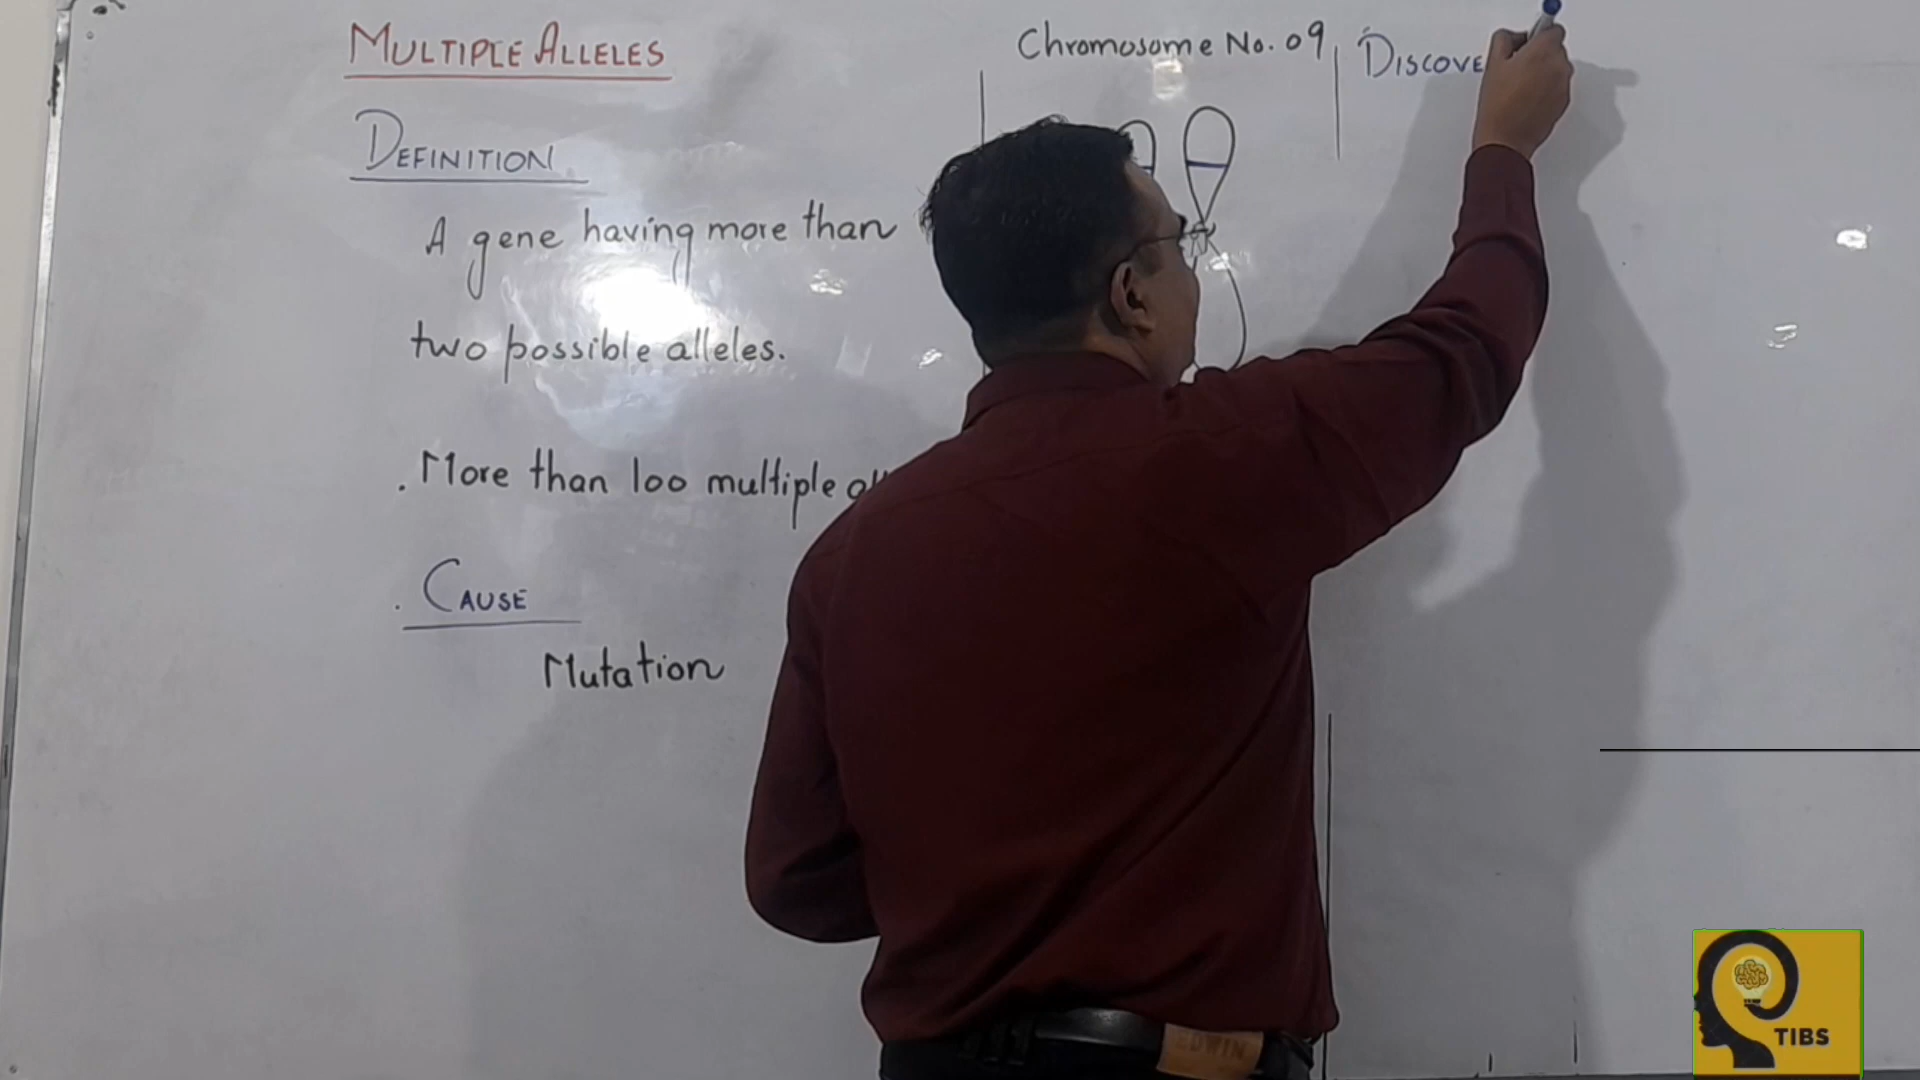 MULTIPLE ALLELES
DEFINITION
A gene having more than
two possible alleles.
. More than 100 multiple
. CAUSE
Mutation
Chromosome No. 09
DISCOVE
EDWIN
TIBS